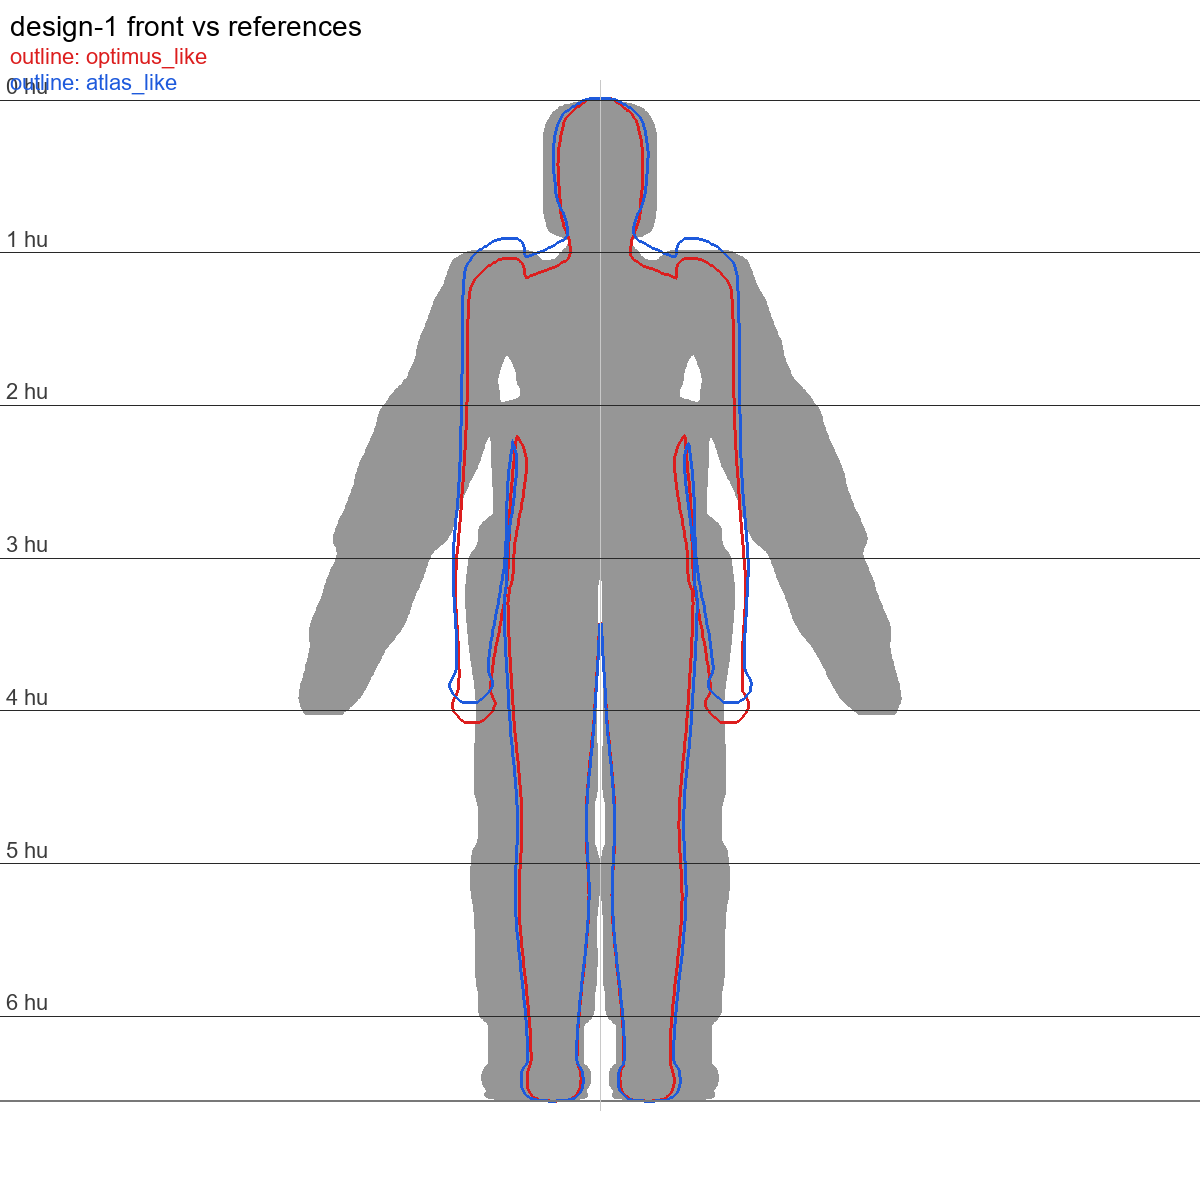 design-1 front vs references
outline: optimus_like
outline: atlas_like
0 hu
1 hu
2 hu
3 hu
4 hu
5 hu
6 hu